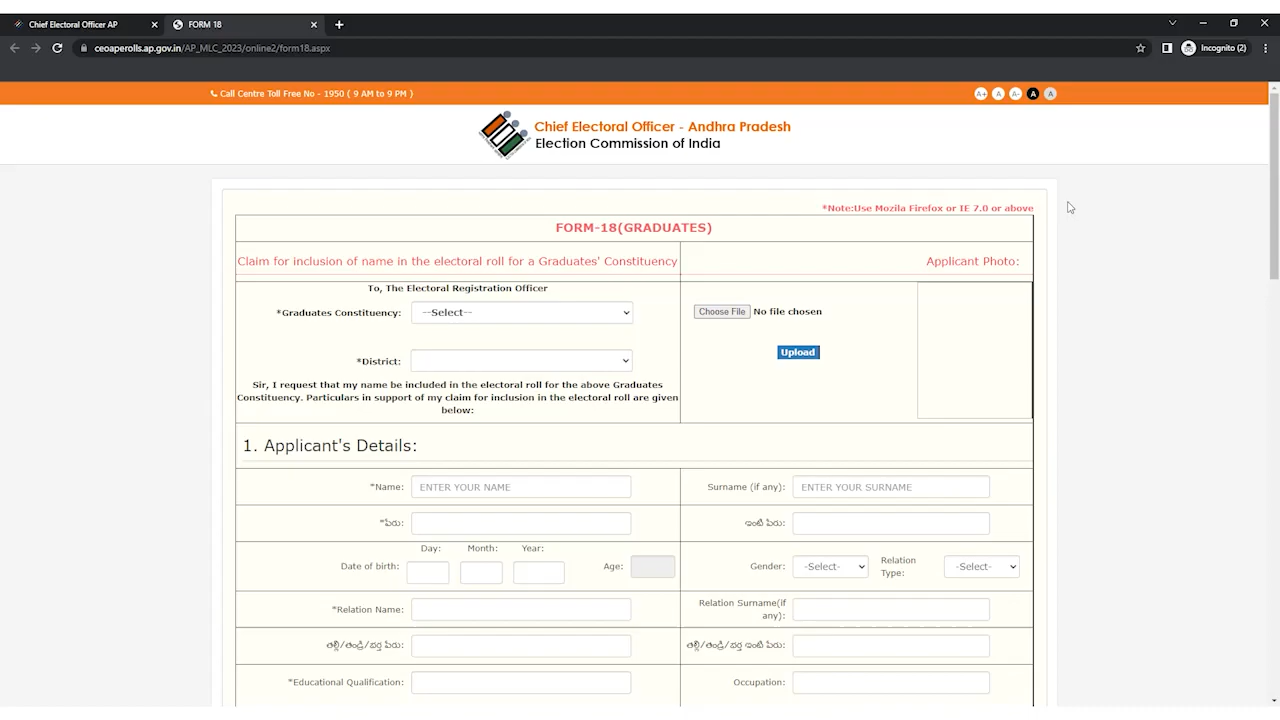 Chief Electoral Officer AP
FORM 18
ceoaperolls.ap.gov.in/AP_MLC_2023/online2/form18.aspx
Incognito (2)
Call Centre Toll Free No - 1950 ( 9 AM to 9 PM )
A+ A A- A A
Chief Electoral Officer - Andhra Pradesh
Election Commission of India
*Note:Use Mozila Firefox or IE 7.0 or above
FORM-18(GRADUATES)
Claim for inclusion of name in the electoral roll for a Graduates' Constituency
Applicant Photo:
To, The Electoral Registration Officer
*Graduates Constituency: --Select--
Choose File No file chosen
Upload
*District:
Sir, I request that my name be included in the electoral roll for the above Graduates
Constituency. Particulars in support of my claim for inclusion in the electoral roll are given
below:
1. Applicant's Details:
*Name: ENTER YOUR NAME
Surname (if any): ENTER YOUR SURNAME
*పేరు:
ఇంటి పేరు:
Day: Month: Year:
Date of birth:
Age:
Gender: -Select-
Relation
Type: -Select-
*Relation Name:
Relation Surname(if
any):
తల్లి/తండ్రి/భర్త పేరు:
తల్లి/తండ్రి/భర్త ఇంటి పేరు:
*Educational Qualification:
Occupation: